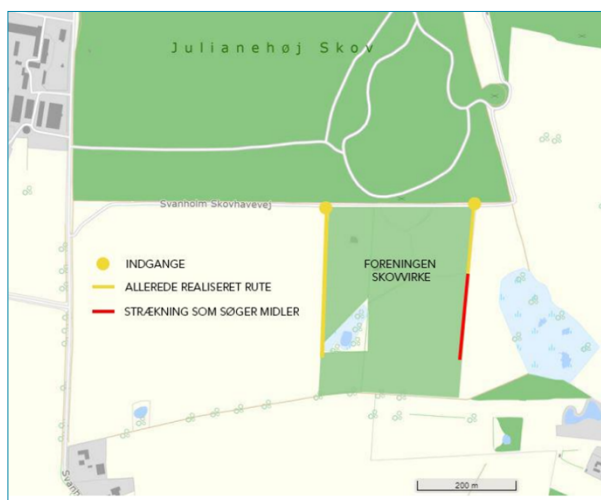 Julianehøj Skov
Svanholm Skovhavevej
INDGANGE
ALLEREDE REALISERET RUTE
STRÆKNING SOM SØGER MIDLER
FORENINGEN
SKOVVIRKE
200 m